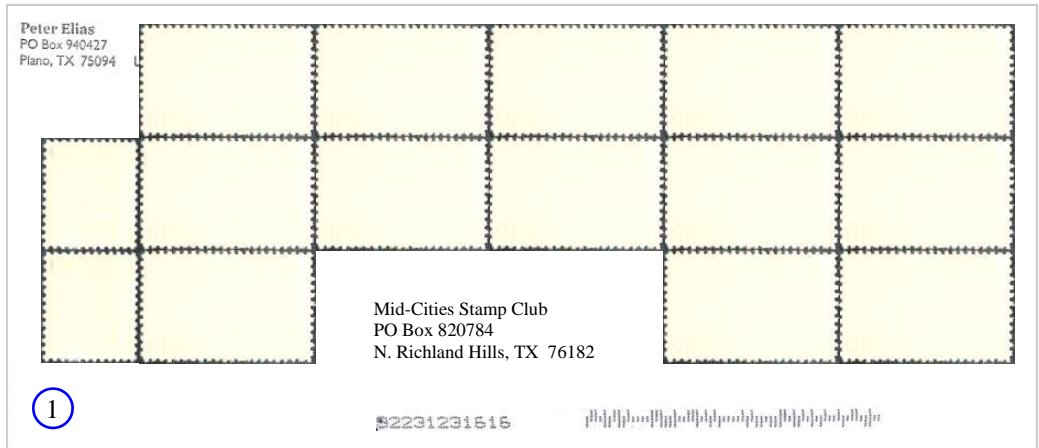 Peter Elias
PO Box 940427
Plano, TX 75094 U
Mid-Cities Stamp Club
PO Box 820784
N. Richland Hills, TX 76182
1
92231231616